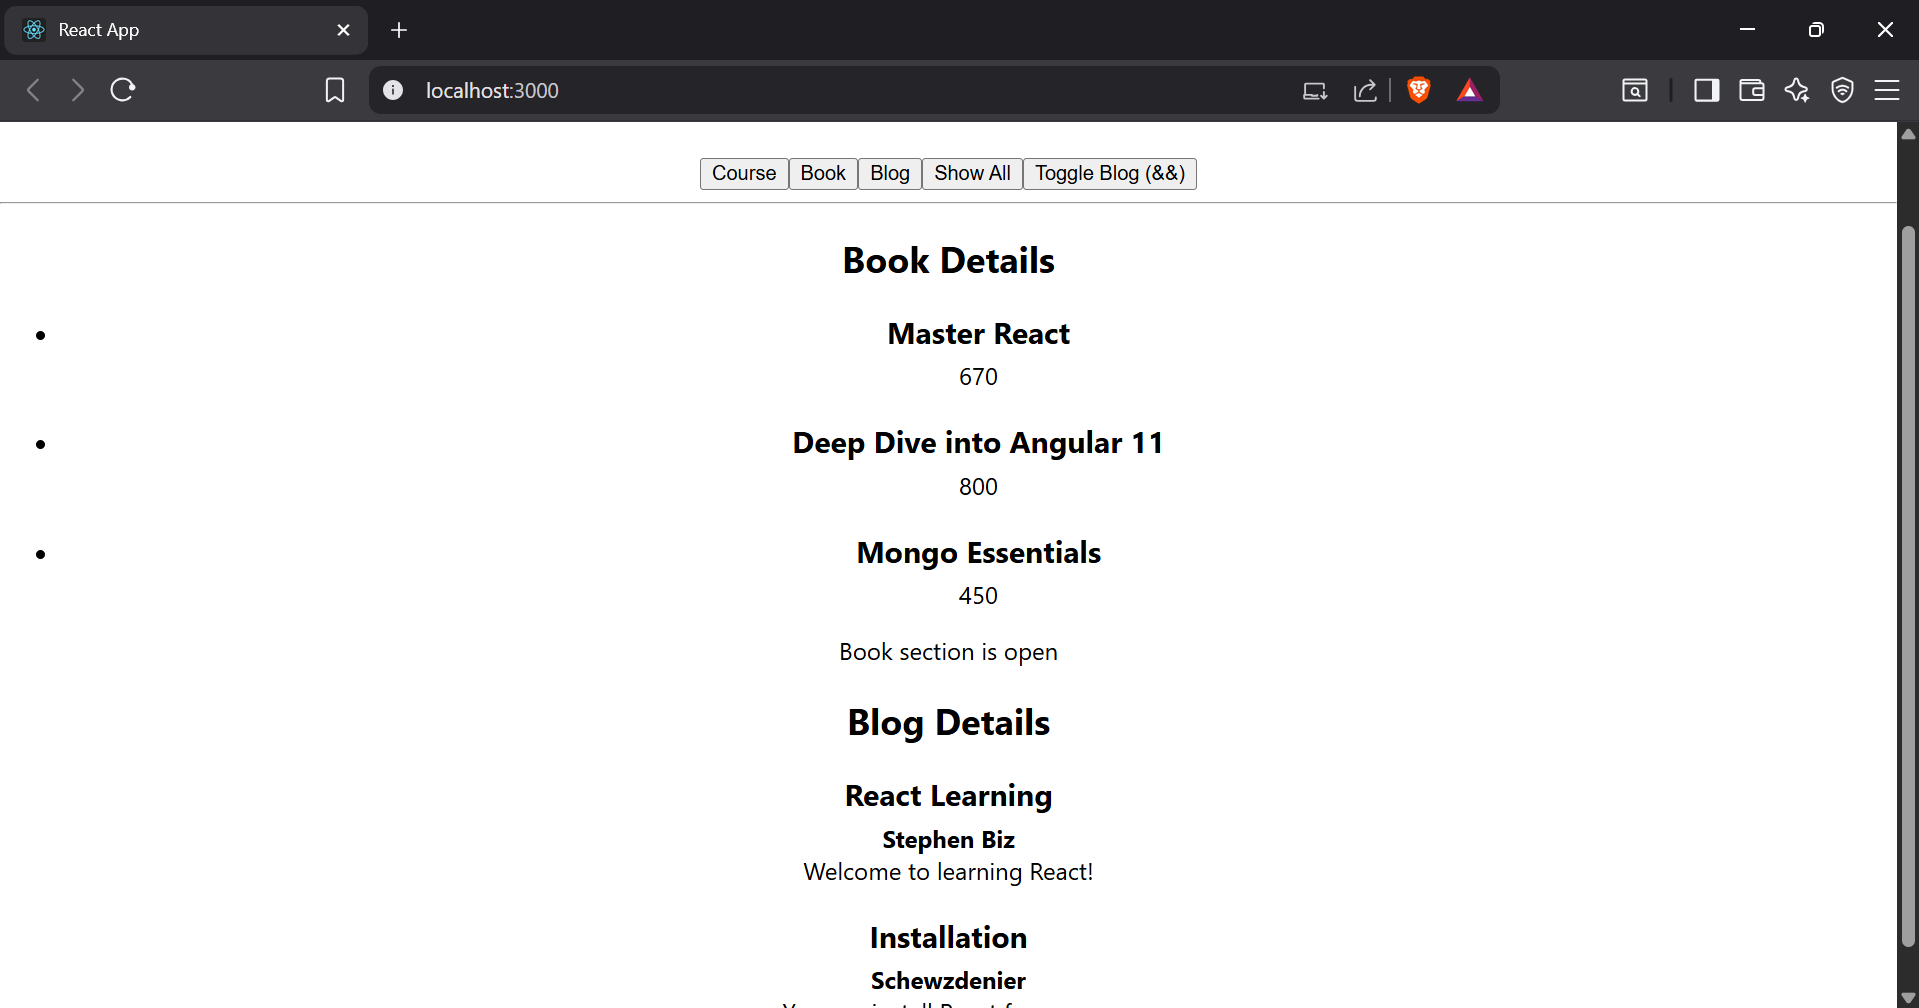 React App
localhost:3000
Course Book Blog Show All Toggle Blog (&&)
Book Details
Master React
670
Deep Dive into Angular 11
800
Mongo Essentials
450
Book section is open
Blog Details
React Learning
Stephen Biz
Welcome to learning React!
Installation
Schewzdenier